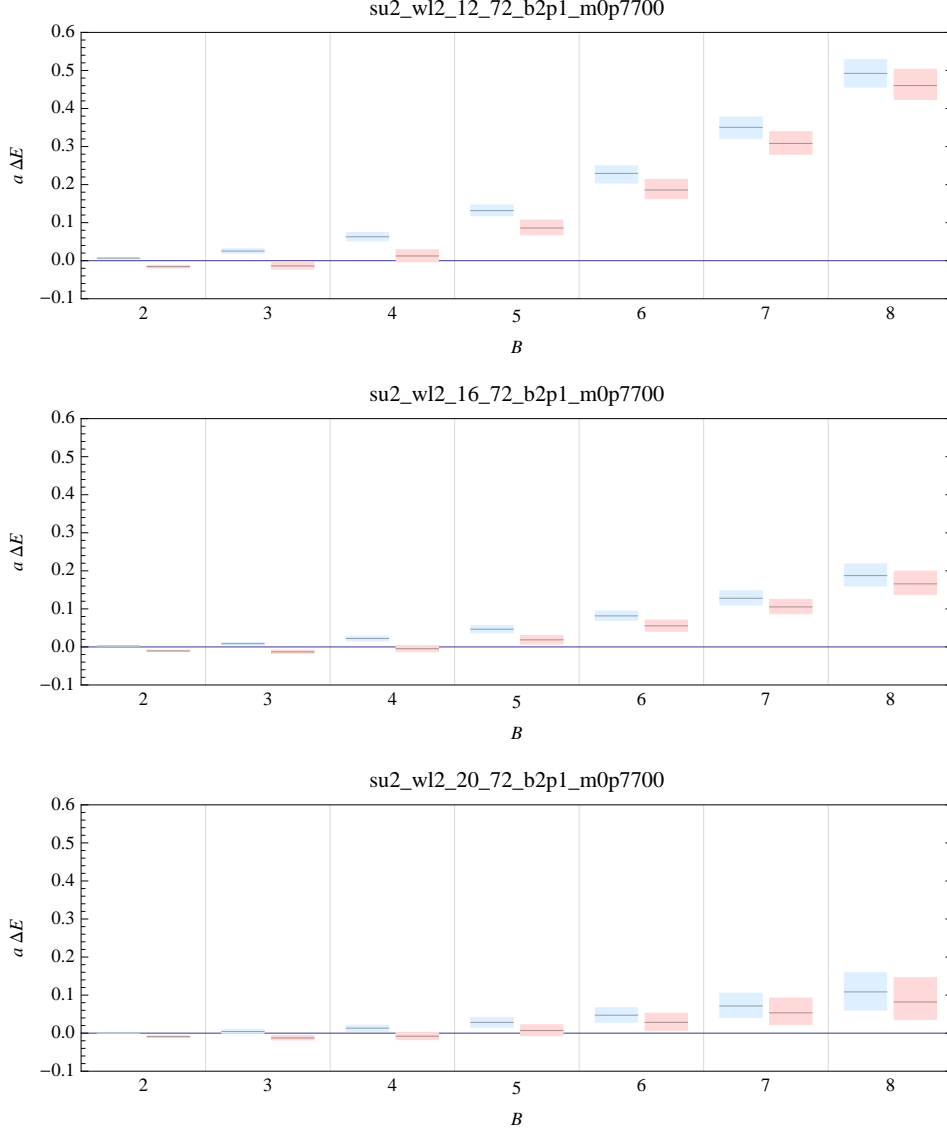 su2_wl2_12_72_b2p1_m0p7700
0.6
0.5
0.4
0.3
0.2
0.1
0.0
−0.1
a ΔE
2 3 4 5 6 7 8
B
su2_wl2_16_72_b2p1_m0p7700
0.6
0.5
0.4
0.3
0.2
0.1
0.0
−0.1
a ΔE
2 3 4 5 6 7 8
B
su2_wl2_20_72_b2p1_m0p7700
0.6
0.5
0.4
0.3
0.2
0.1
0.0
−0.1
a ΔE
2 3 4 5 6 7 8
B